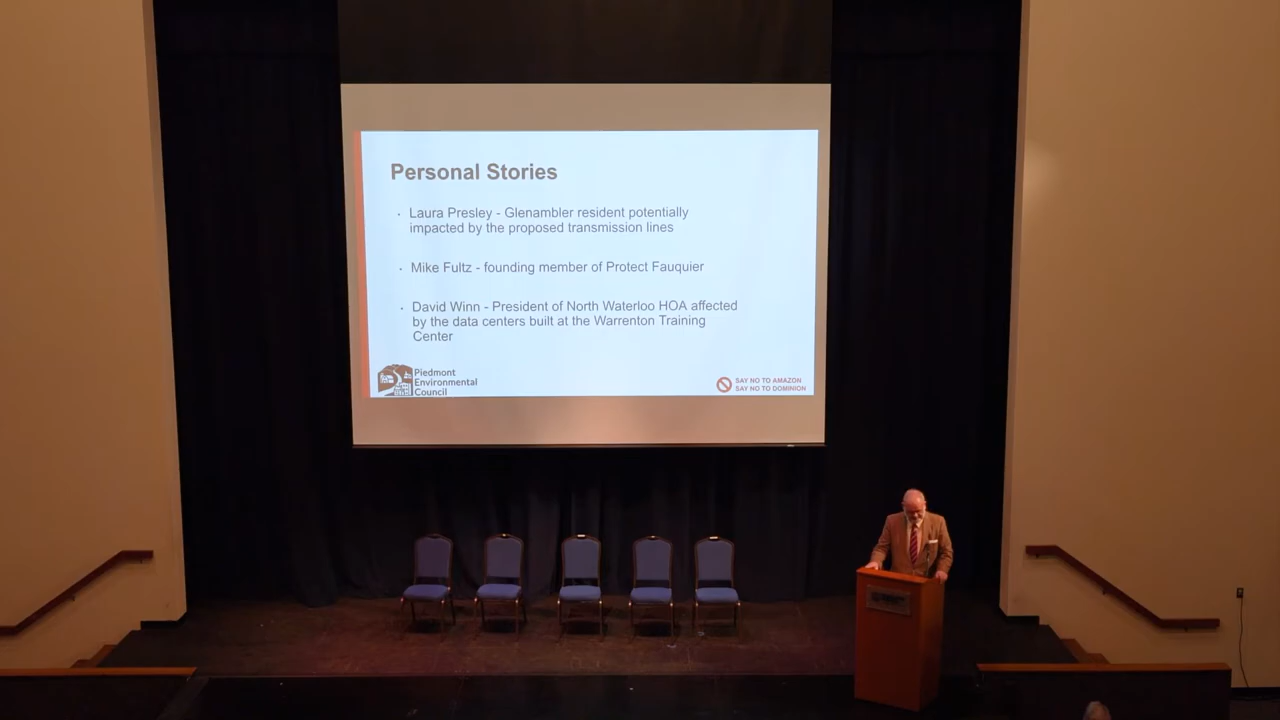 Personal Stories
· Laura Presley - Glenambler resident potentially
impacted by the proposed transmission lines
· Mike Fultz - founding member of Protect Fauquier
· David Winn - President of North Waterloo HOA affected
by the data centers built at the Warrenton Training
Center
Piedmont
Environmental
Council
SAY NO TO AMAZON
SAY NO TO DOMINION